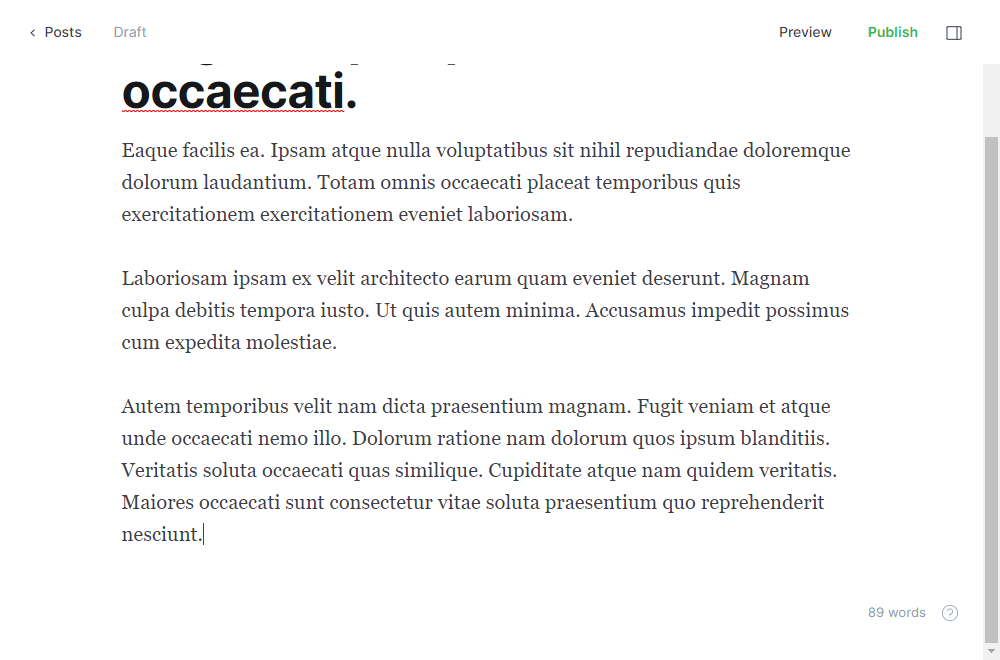 Posts
Draft
Preview
Publish
occaecati.
Eaque facilis ea. Ipsam atque nulla voluptatibus sit nihil repudiandae doloremque
dolorum laudantium. Totam omnis occaecati placeat temporibus quis
exercitationem exercitationem eveniet laboriosam.
Laboriosam ipsam ex velit architecto earum quam eveniet deserunt. Magnam
culpa debitis tempora iusto. Ut quis autem minima. Accusamus impedit possimus
cum expedita molestiae.
Autem temporibus velit nam dicta praesentium magnam. Fugit veniam et atque
unde occaecati nemo illo. Dolorum ratione nam dolorum quos ipsum blanditiis.
Veritatis soluta occaecati quas similique. Cupiditate atque nam quidem veritatis.
Maiores occaecati sunt consectetur vitae soluta praesentium quo reprehenderit
nesciunt.
89 words